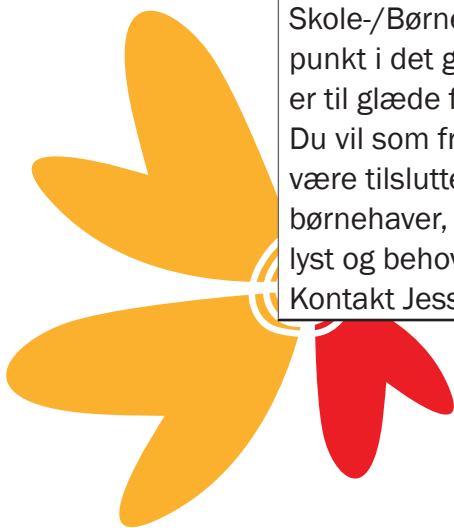 Skole-/Børne
punkt i det g
er til glæde f
Du vil som fr
være tilslutte
børnehaver,
lyst og behov
Kontakt Jess